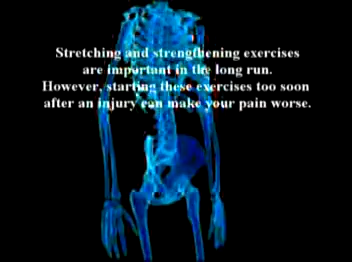 Stretching and strengthening exercises
are important in the long run.
However, starting these exercises too soon
after an injury can make your pain worse.